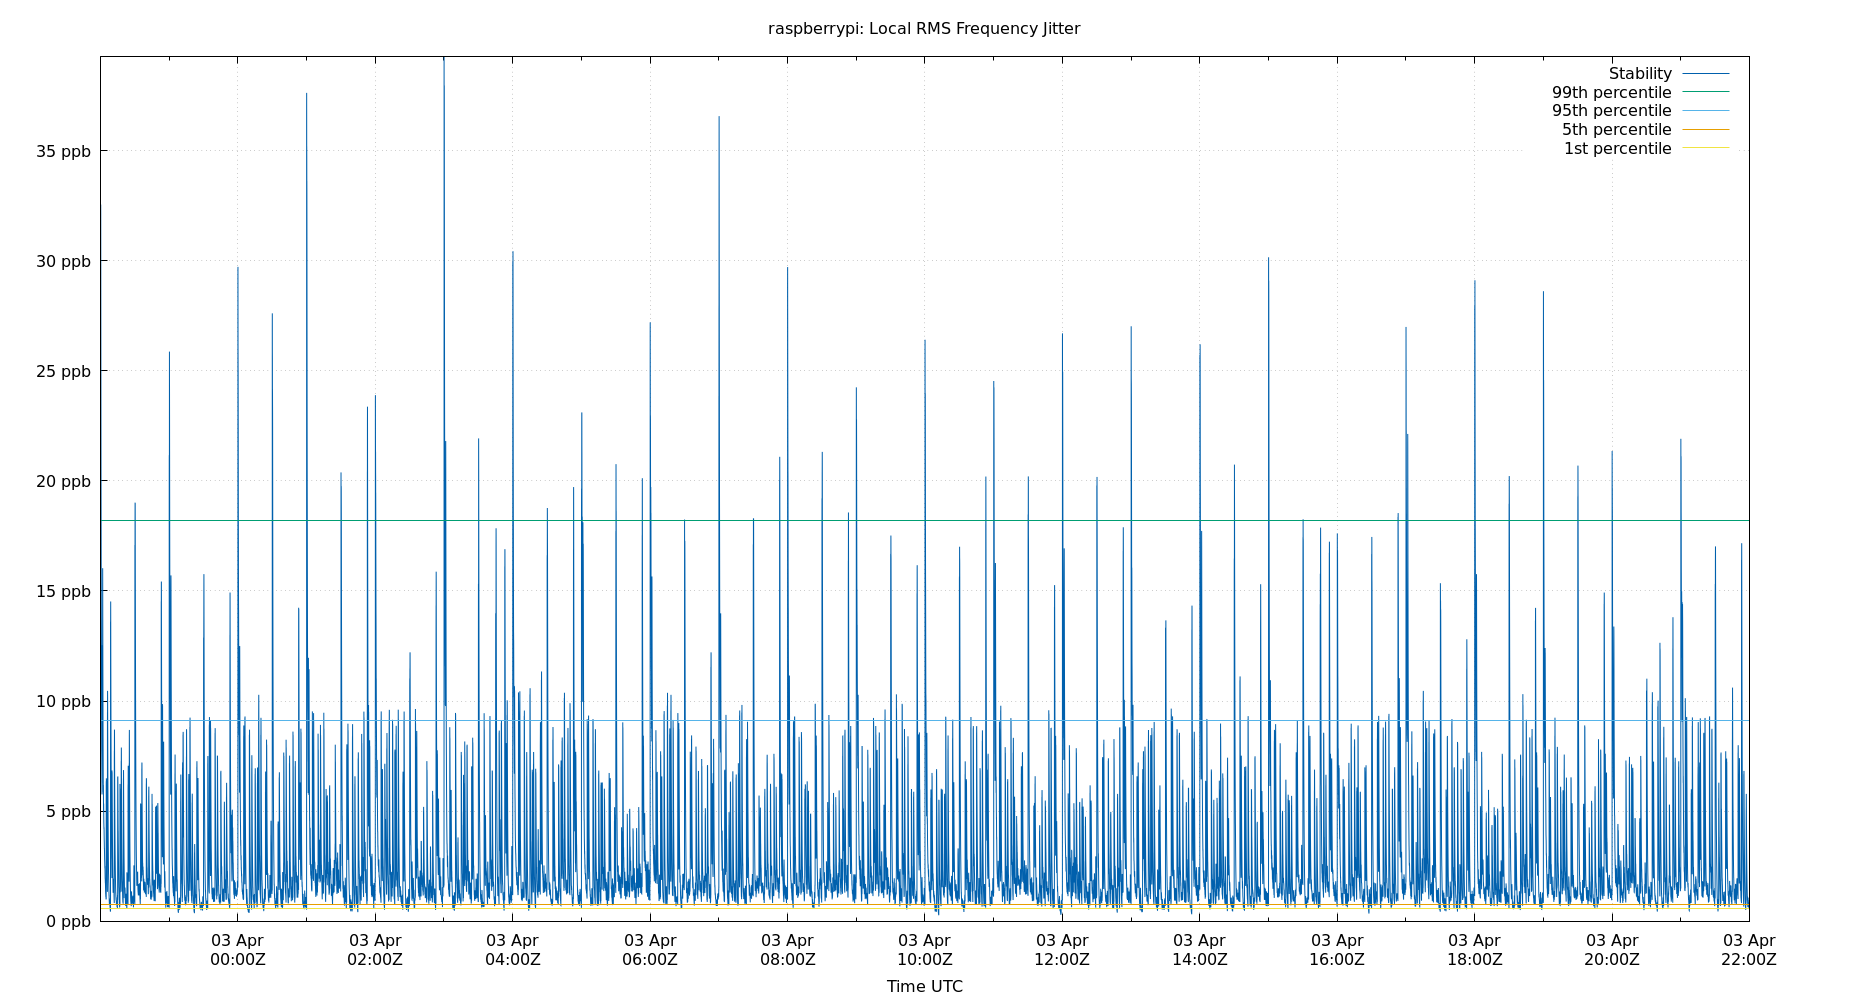 raspberrypi: Local RMS Frequency Jitter
Stability
99th percentile
95th percentile
5th percentile
1st percentile
35 ppb
30 ppb
25 ppb
20 ppb
15 ppb
10 ppb
5 ppb
0 ppb
03 Apr 03 Apr 03 Apr 03 Apr 03 Apr 03 Apr 03 Apr 03 Apr 03 Apr 03 Apr 03 Apr 03 Apr
00:00Z 02:00Z 04:00Z 06:00Z 08:00Z 10:00Z 12:00Z 14:00Z 16:00Z 18:00Z 20:00Z 22:00Z
Time UTC